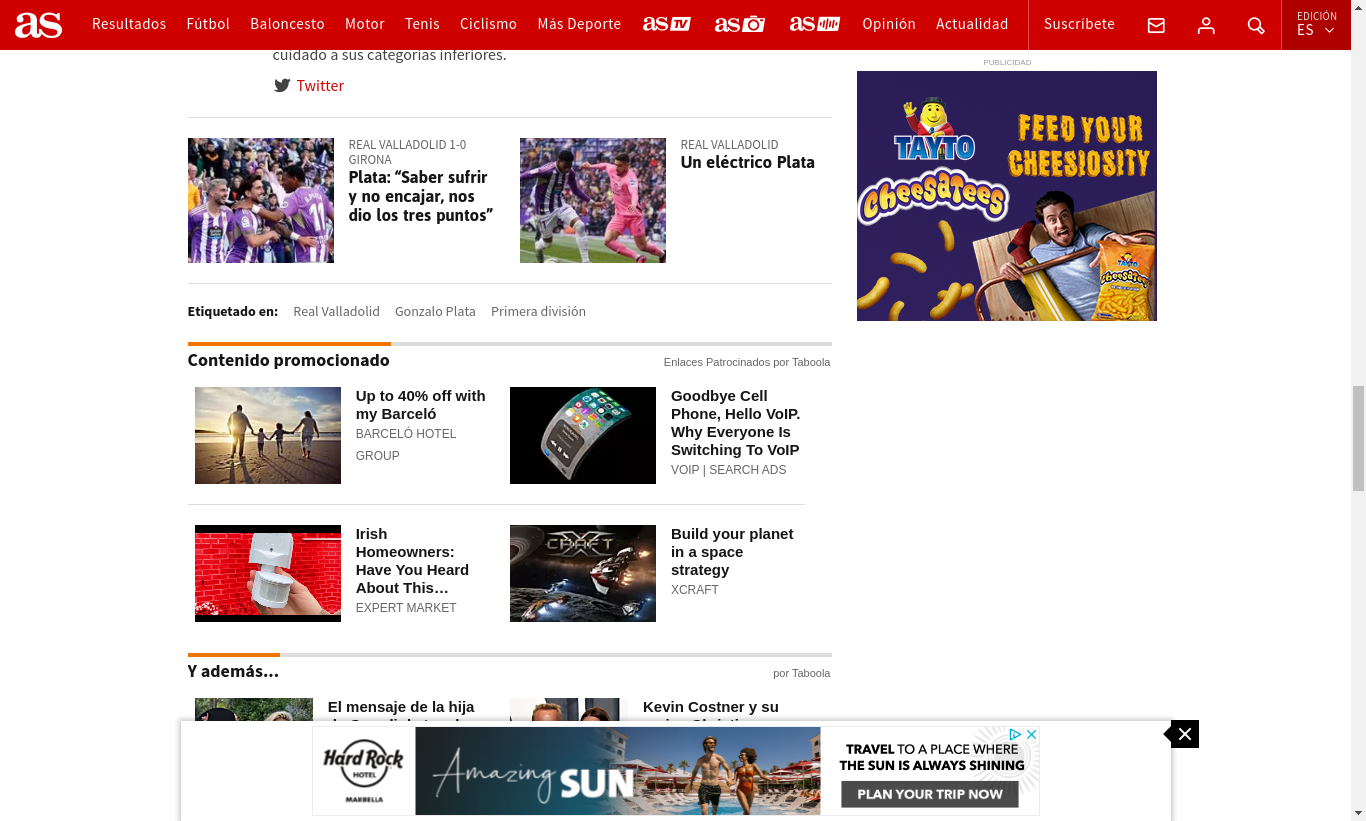 as
Resultados
Fútbol
Baloncesto
Motor
Tenis
Ciclismo
Más Deporte
as TV
as
as
Opinión
Actualidad
Suscríbete
EDICIÓN
ES
cuidado a sus categorías inferiores.
Twitter
PUBLICIDAD
TAYTO
FEED YOUR
CHEESIOSITY
CheesaTees
TAYTO
CheesaTees
REAL VALLADOLID 1-0
GIRONA
Plata: “Saber sufrir
y no encajar, nos
dio los tres puntos”
REAL VALLADOLID
Un eléctrico Plata
Etiquetado en:
Real Valladolid
Gonzalo Plata
Primera división
Contenido promocionado
Enlaces Patrocinados por Taboola
Up to 40% off with
my Barceló
BARCELÓ HOTEL
GROUP
Goodbye Cell
Phone, Hello VoIP.
Why Everyone Is
Switching To VoIP
VOIP | SEARCH ADS
Irish
Homeowners:
Have You Heard
About This…
EXPERT MARKET
X CRAFT
Build your planet
in a space
strategy
XCRAFT
Y además...
por Taboola
El mensaje de la hija
Kevin Costner y su
Hard Rock
HOTEL
MARBELLA
Amazing SUN
TRAVEL TO A PLACE WHERE
THE SUN IS ALWAYS SHINING
PLAN YOUR TRIP NOW